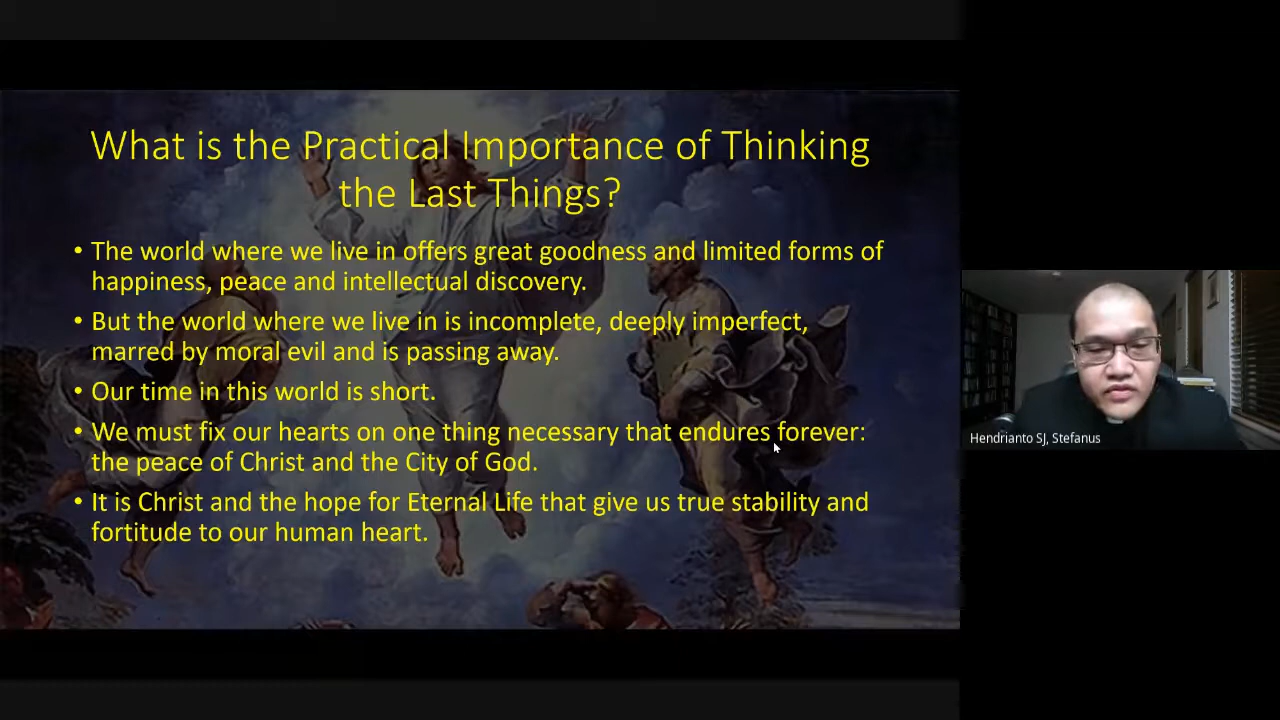 What is the Practical Importance of Thinking
the Last Things?
• The world where we live in offers great goodness and limited forms of
happiness, peace and intellectual discovery.
• But the world where we live in is incomplete, deeply imperfect,
marred by moral evil and is passing away.
• Our time in this world is short.
• We must fix our hearts on one thing necessary that endures forever:
the peace of Christ and the City of God.
• It is Christ and the hope for Eternal Life that give us true stability and
fortitude to our human heart.
Hendrianto SJ, Stefanus